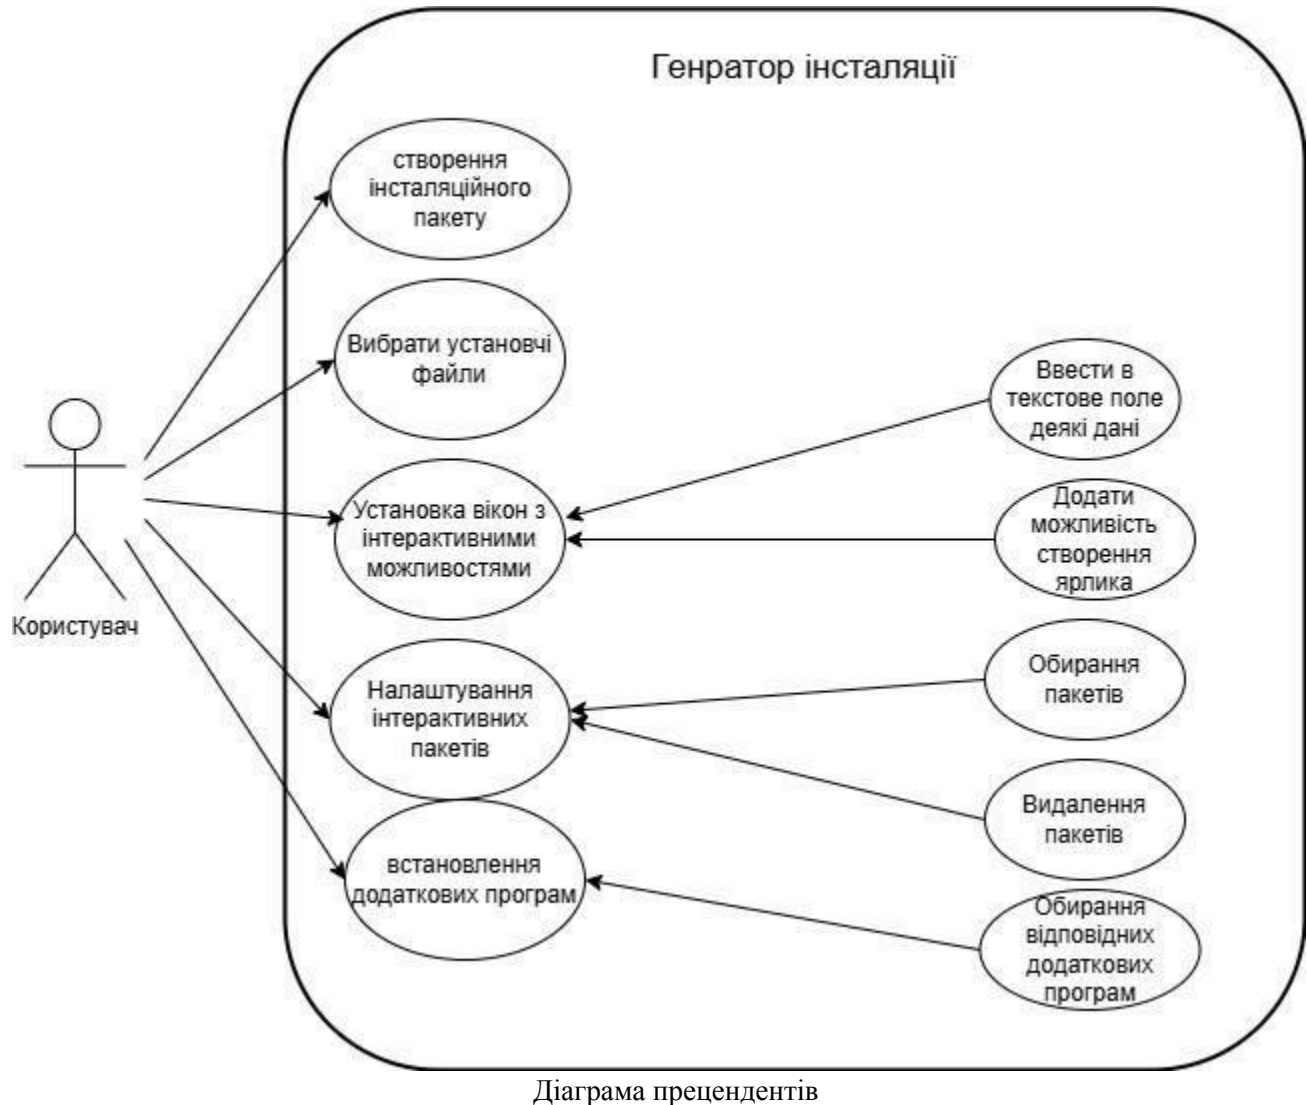 Генратор інсталяції
створення
інсталяційного
пакету
Вибрати установчі
файли
Установка вікон з
інтерактивними
можливостями
Налаштування
інтерактивних
пакетів
встановлення
додаткових програм
Ввести в
текстове поле
деякі дані
Додати
можливість
створення
ярлика
Обирання
пакетів
Видалення
пакетів
Обирання
відповідних
додаткових
програм
Користувач
Діаграма прецендентів